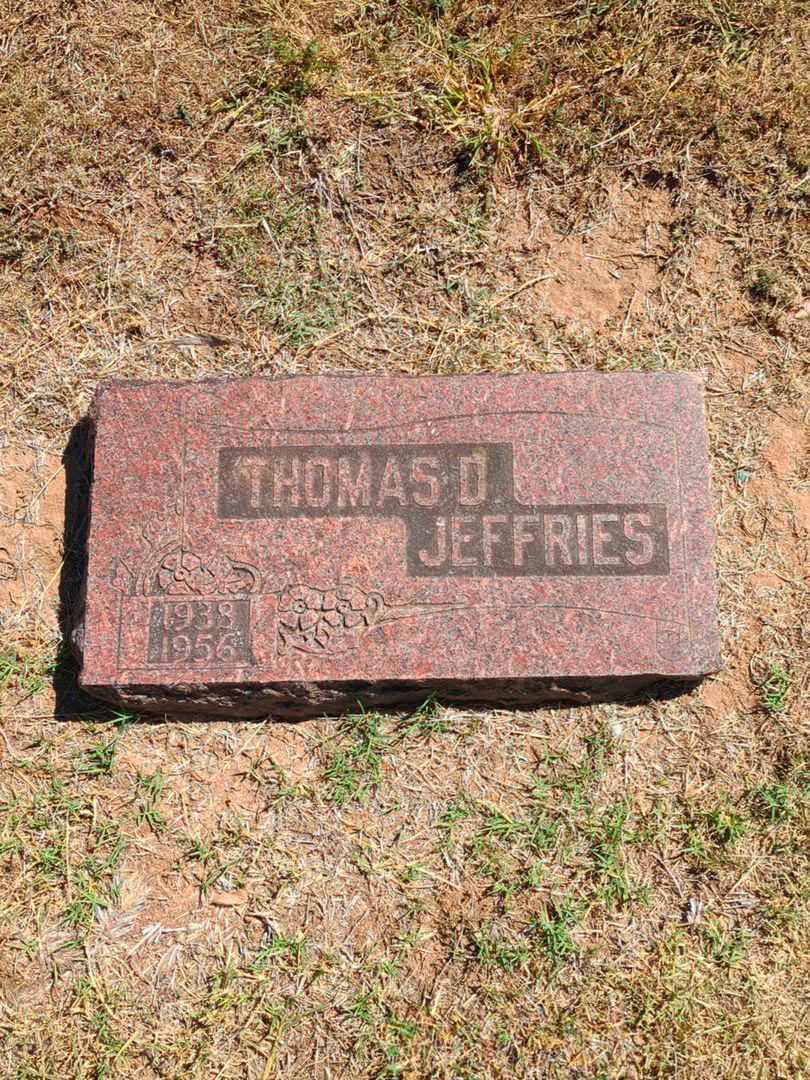 THOMAS D
JEFFRIES
1938
1956